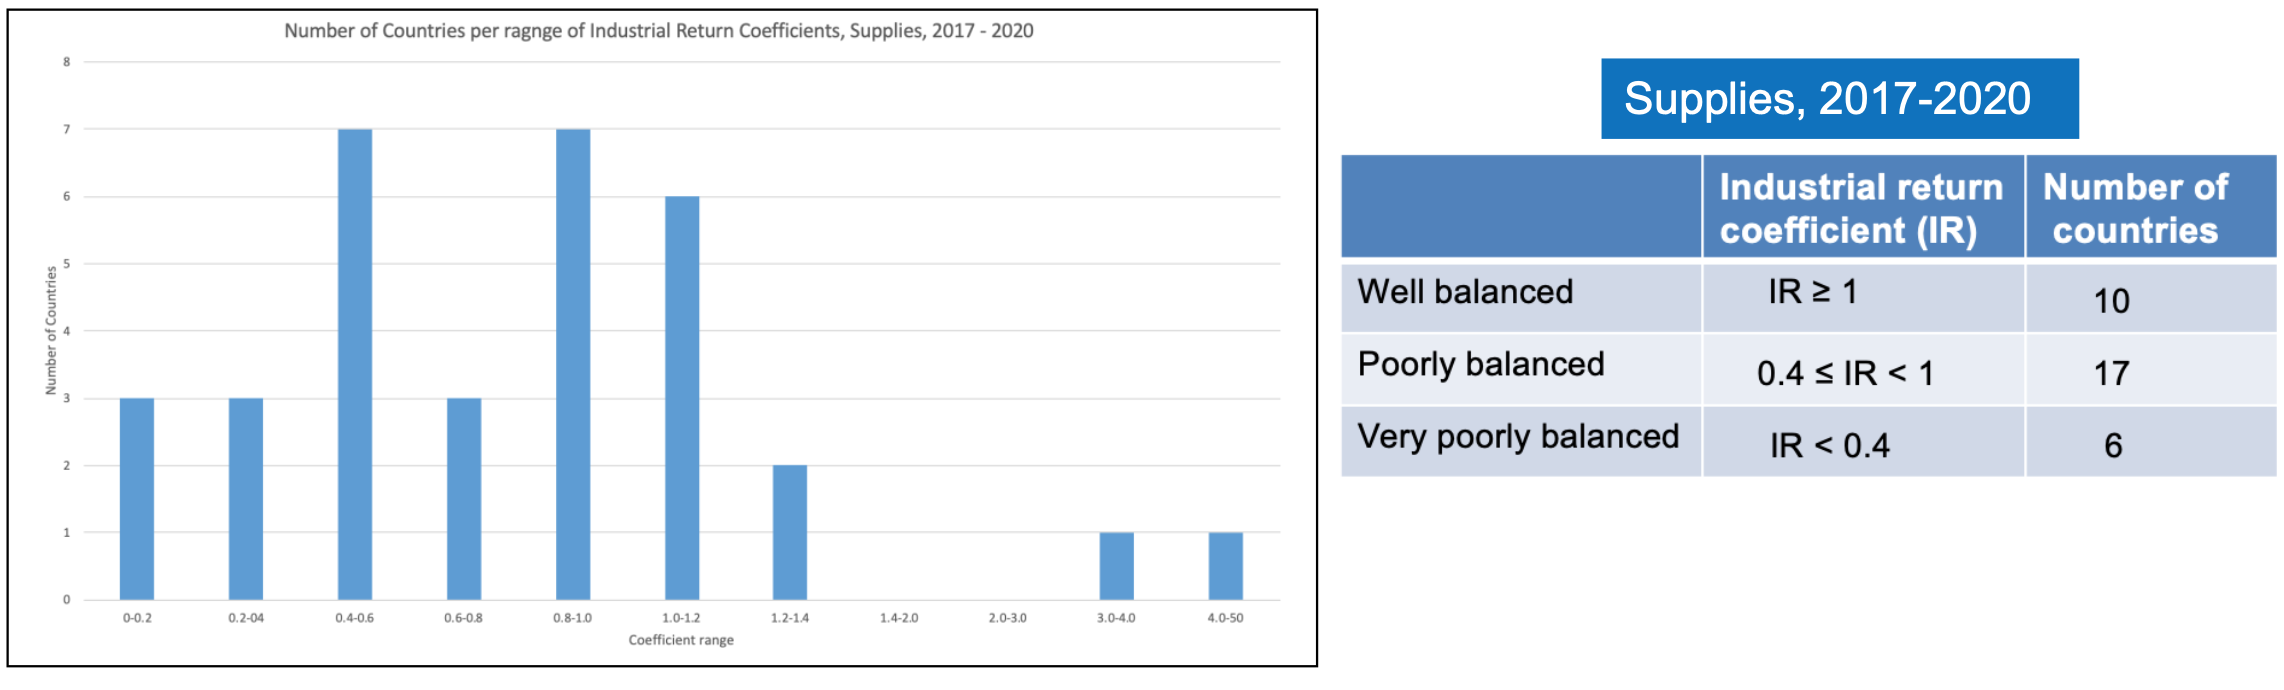 Number of Countries per ragnge of Industrial Return Coefficients, Supplies, 2017 - 2020
8
7
6
5
4
3
2
1
0
Number of Countries
0-0.2 0.2-04 0.4-0.6 0.6-0.8 0.8-1.0 1.0-1.2 1.2-1.4 1.4-2.0 2.0-3.0 3.0-4.0 4.0-50
Coefficient range
Supplies, 2017-2020
Industrial return Number of
coefficient (IR) countries
Well balanced IR ≥ 1 10
Poorly balanced 0.4 ≤ IR < 1 17
Very poorly balanced IR < 0.4 6